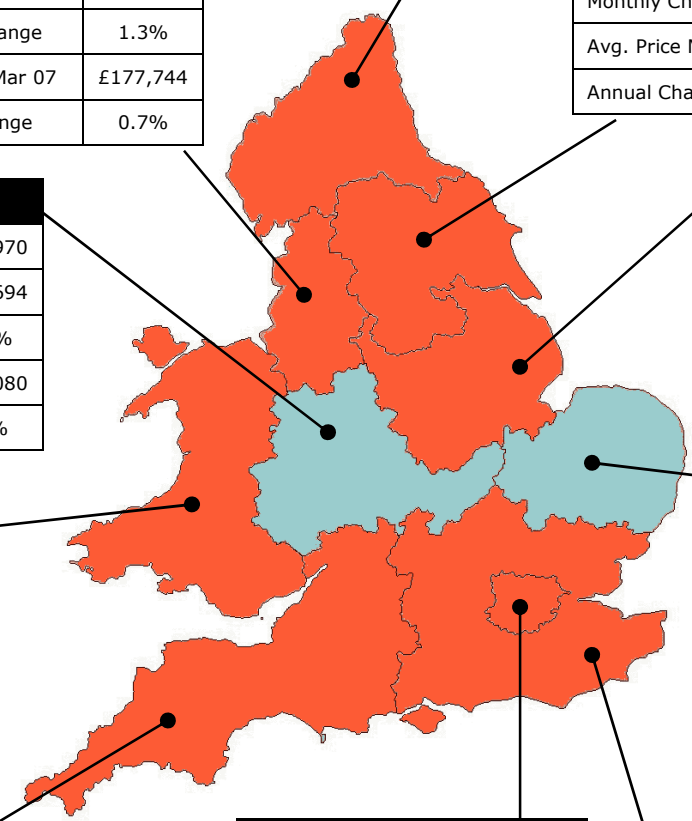 ange 1.3%
Mar 07 £177,744
nge 0.7%
Monthly Ch
Avg. Price M
Annual Cha
970
594
%
080
%